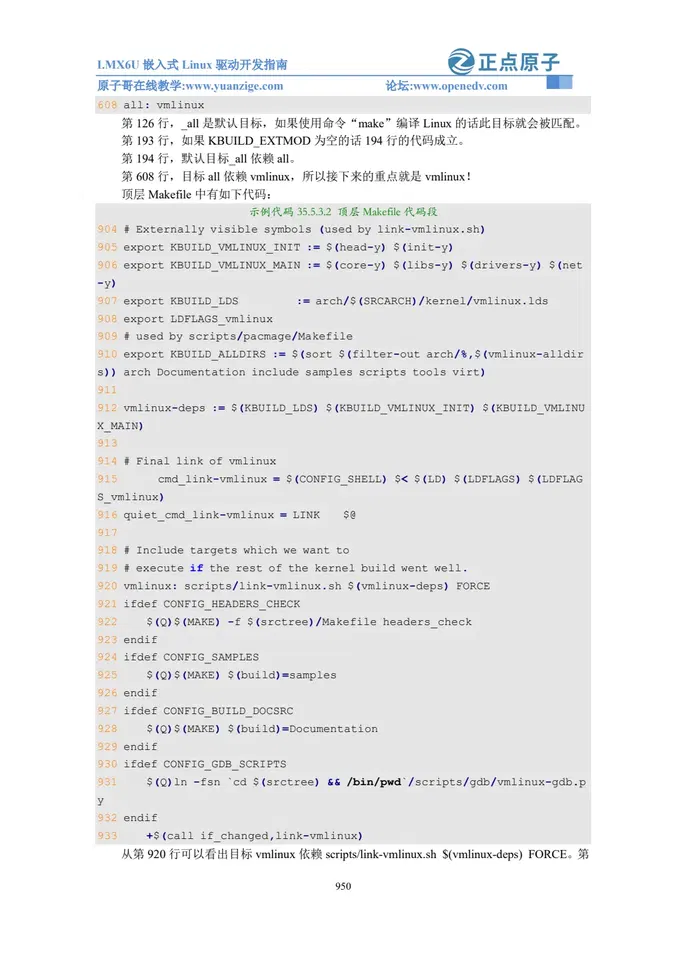 I.MX6U 嵌入式 Linux 驱动开发指南
正点原子
原子哥在线教学:www.yuanzige.com 论坛:www.openedv.com
608 all: vmlinux
第 126 行，_all 是默认目标，如果使用命令“make”编译 Linux 的话此目标就会被匹配。
第 193 行，如果 KBUILD_EXTMOD 为空的话 194 行的代码成立。
第 194 行，默认目标_all 依赖 all。
第 608 行，目标 all 依赖 vmlinux，所以接下来的重点就是 vmlinux！
顶层 Makefile 中有如下代码：
示例代码 35.5.3.2 顶层 Makefile 代码段
904 # Externally visible symbols (used by link-vmlinux.sh)
905 export KBUILD_VMLINUX_INIT := $(head-y) $(init-y)
906 export KBUILD_VMLINUX_MAIN := $(core-y) $(libs-y) $(drivers-y) $(net
-y)
907 export KBUILD_LDS := arch/$(SRCARCH)/kernel/vmlinux.lds
908 export LDFLAGS_vmlinux
909 # used by scripts/pacmage/Makefile
910 export KBUILD_ALLDIRS := $(sort $(filter-out arch/%,$(vmlinux-alldir
s)) arch Documentation include samples scripts tools virt)
911
912 vmlinux-deps := $(KBUILD_LDS) $(KBUILD_VMLINUX_INIT) $(KBUILD_VMLINU
X_MAIN)
913
914 # Final link of vmlinux
915 cmd_link-vmlinux = $(CONFIG_SHELL) $< $(LD) $(LDFLAGS) $(LDFLAG
S_vmlinux)
916 quiet_cmd_link-vmlinux = LINK $@
917
918 # Include targets which we want to
919 # execute if the rest of the kernel build went well.
920 vmlinux: scripts/link-vmlinux.sh $(vmlinux-deps) FORCE
921 ifdef CONFIG_HEADERS_CHECK
922 $(Q)$(MAKE) -f $(srctree)/Makefile headers_check
923 endif
924 ifdef CONFIG_SAMPLES
925 $(Q)$(MAKE) $(build)=samples
926 endif
927 ifdef CONFIG_BUILD_DOCSRC
928 $(Q)$(MAKE) $(build)=Documentation
929 endif
930 ifdef CONFIG_GDB_SCRIPTS
931 $(Q)ln -fsn `cd $(srctree) && /bin/pwd`/scripts/gdb/vmlinux-gdb.p
y
932 endif
933 +$(call if_changed,link-vmlinux)
从第 920 行可以看出目标 vmlinux 依赖 scripts/link-vmlinux.sh $(vmlinux-deps) FORCE。第
950